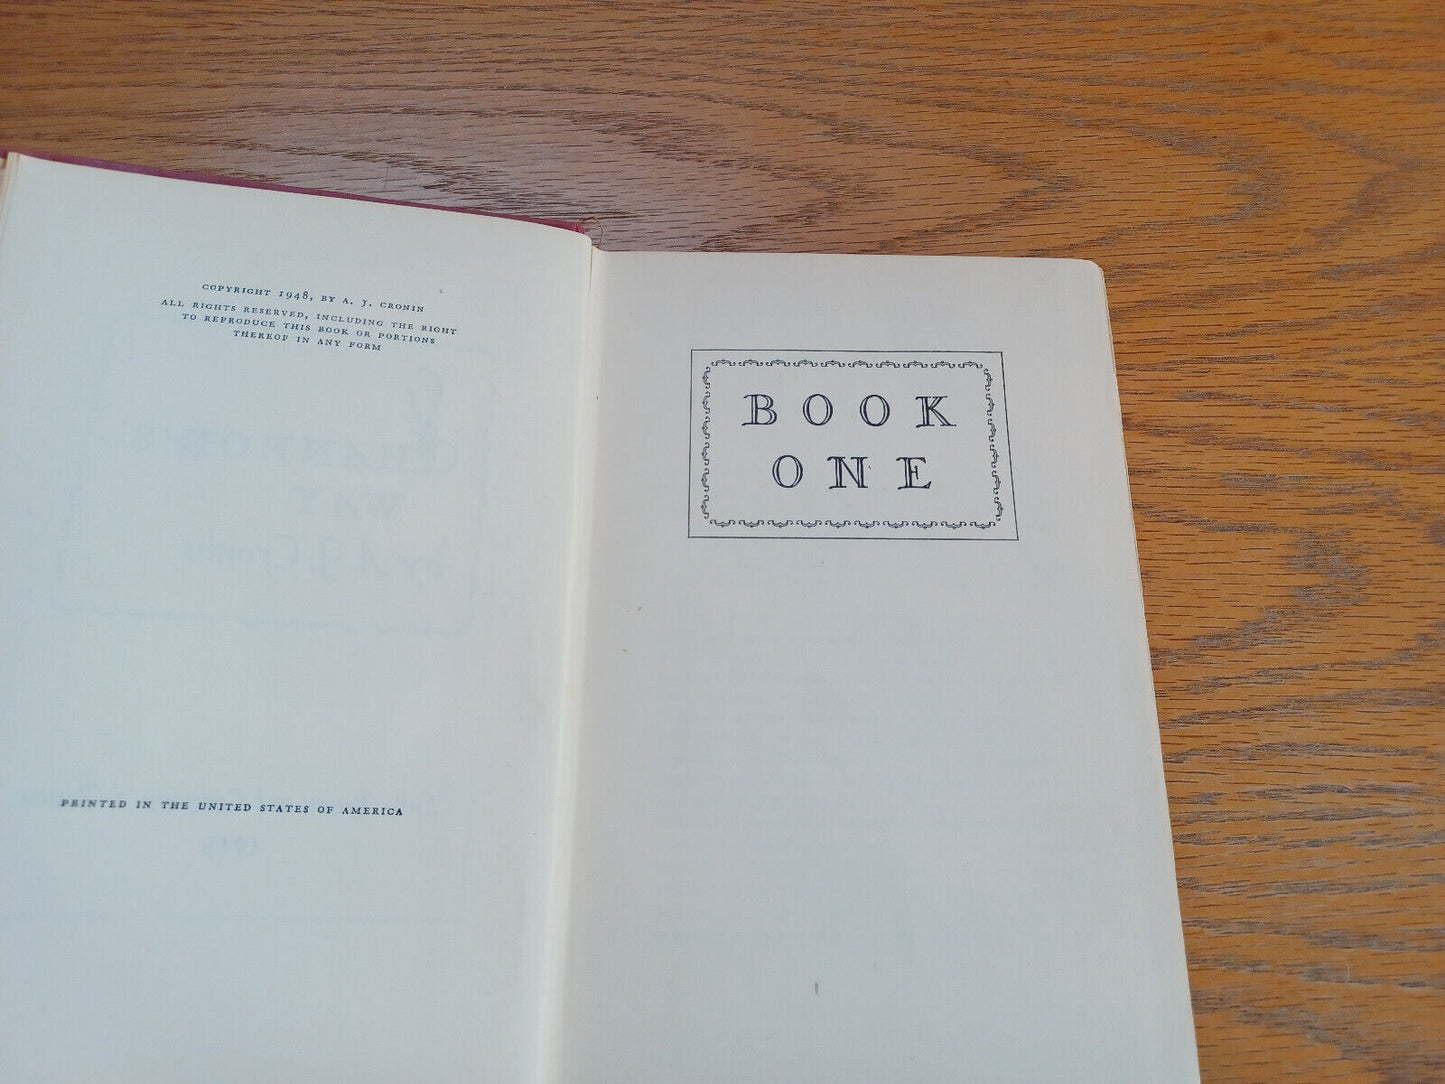 COPYRIGHT 1948, BY A. J. CRONIN
ALL RIGHTS RESERVED, INCLUDING THE RIGHT
TO REPRODUCE THIS BOOK OR PORTIONS
THEREOF IN ANY FORM
PRINTED IN THE UNITED STATES OF AMERICA
BOOK
ONE